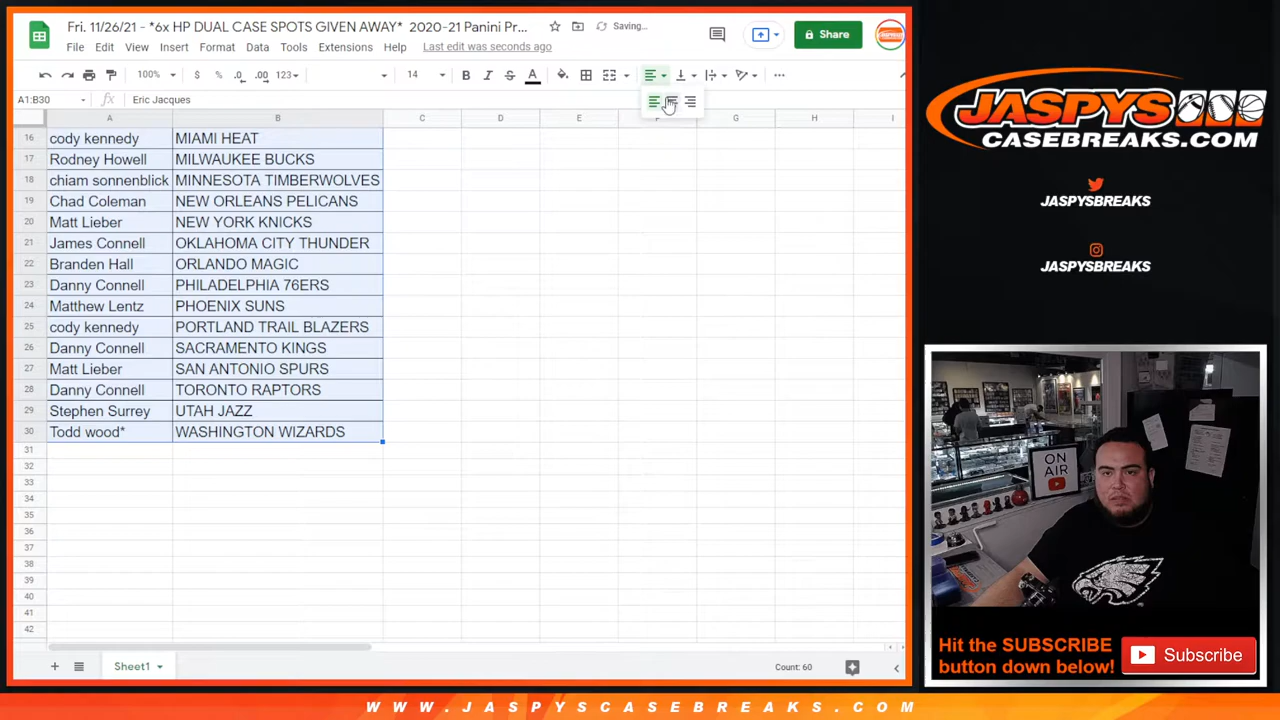 Fri. 11/26/21 - *6x HP DUAL CASE SPOTS GIVEN AWAY* 2020-21 Panini Pr...
Saving...
Share
File Edit View Insert Format Data Tools Extensions Help Last edit was seconds ago
100% $ % .0 .00 123 14 B I S A
A1:B30 fx Eric Jacques
A B C D E F G H I
16 cody kennedy MIAMI HEAT
17 Rodney Howell MILWAUKEE BUCKS
18 chiam sonnenblick MINNESOTA TIMBERWOLVES
19 Chad Coleman NEW ORLEANS PELICANS
20 Matt Lieber NEW YORK KNICKS
21 James Connell OKLAHOMA CITY THUNDER
22 Branden Hall ORLANDO MAGIC
23 Danny Connell PHILADELPHIA 76ERS
24 Matthew Lentz PHOENIX SUNS
25 cody kennedy PORTLAND TRAIL BLAZERS
26 Danny Connell SACRAMENTO KINGS
27 Matt Lieber SAN ANTONIO SPURS
28 Danny Connell TORONTO RAPTORS
29 Stephen Surrey UTAH JAZZ
30 Todd wood* WASHINGTON WIZARDS
31
32
33
34
35
36
37
38
39
40
41
42
Sheet1
Count: 60
JASPYS
CASEBREAKS.COM
JASPYSBREAKS
JASPYSBREAKS
ON
AIR
Hit the SUBSCRIBE
button down below!
Subscribe
WWW.JASPYSCASEBREAKS.COM